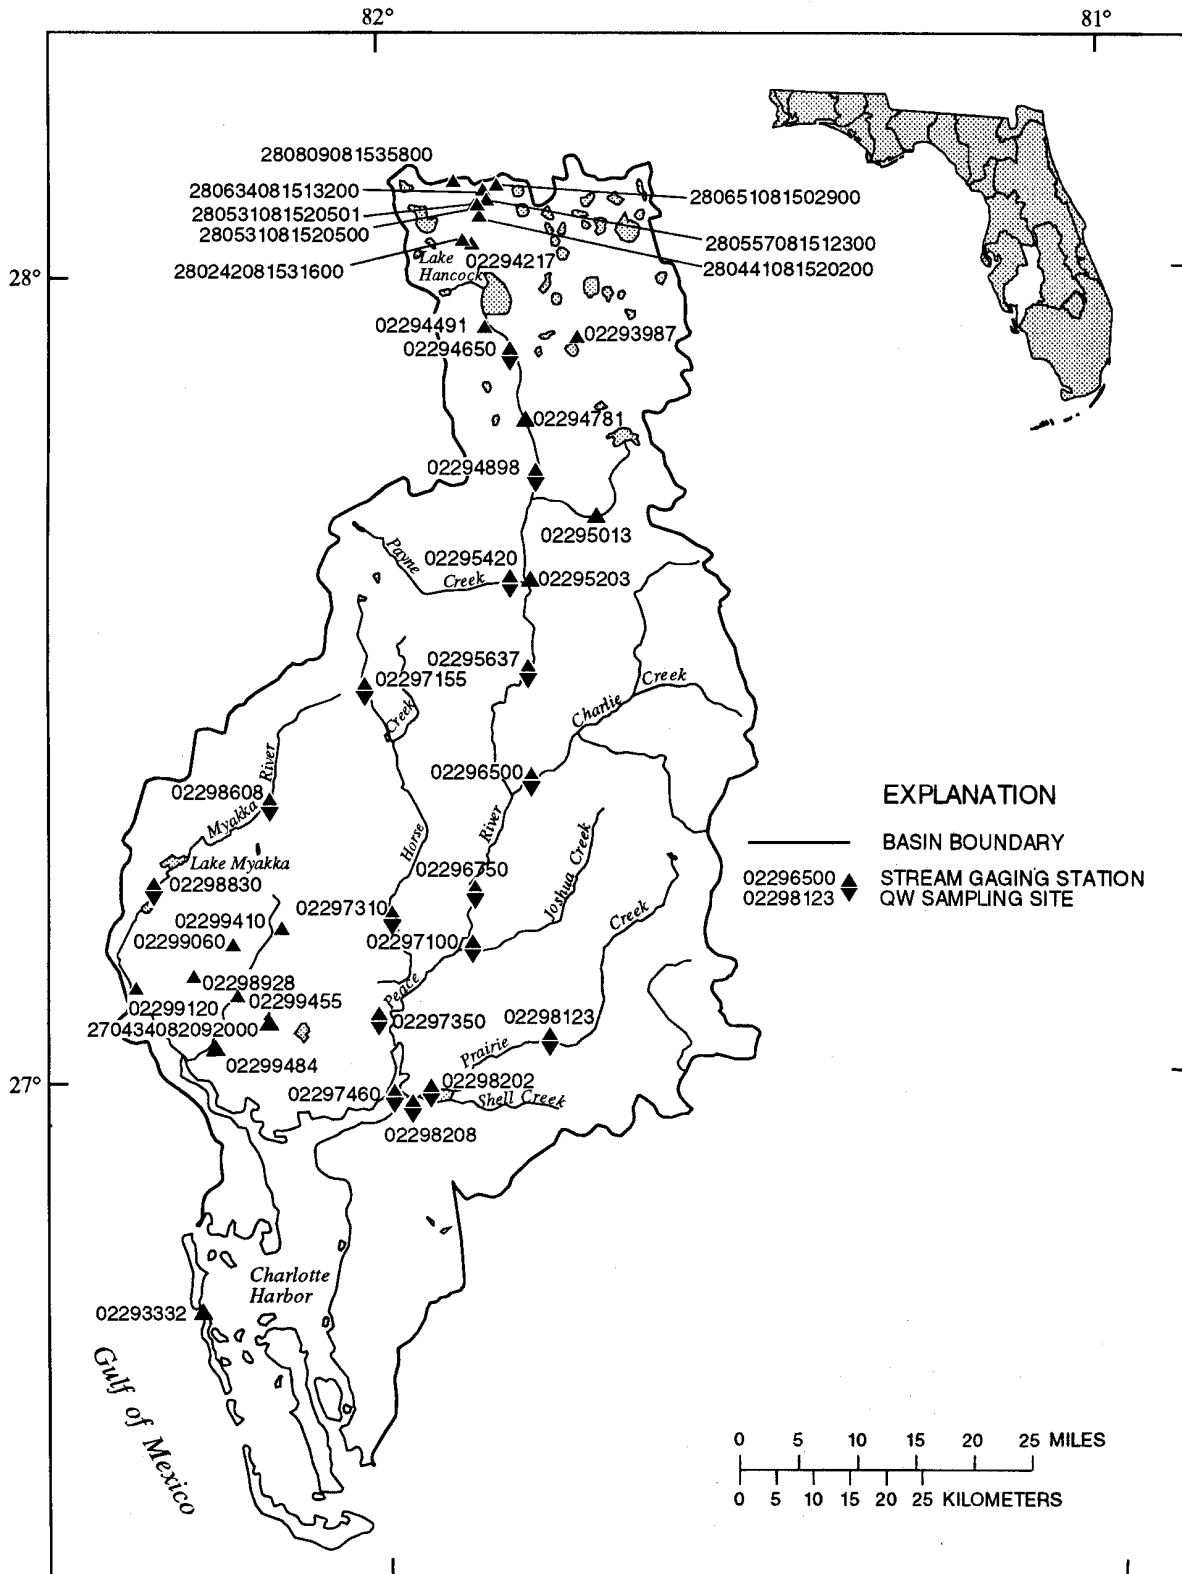 82°
81°
280809081535800
280634081513200
280651081502900
280531081520501
280531081520500
280557081512300
280242081531600
02294217
280441081520200
Lake
Hancock
28°
02294491
02293987
02294650
02294781
02294898
02295013
Payne
Creek
02295420
02295203
02295637
02297155
Creek
Charlie
Creek
River
Myakka
02298608
02296500
River
Horse
Joshua Creek
EXPLANATION
BASIN BOUNDARY
02296500
STREAM GAGING STATION
02298123
QW SAMPLING SITE
Lake Myakka
02298830
02296750
02299410
02297310
Creek
02299060
02297100
02298928
Peace
02299120
02299455
270434082092000
02297350
02298123
02299484
Prairie
27°
02297460
02298202
Shell Creek
02298208
Charlotte
Harbor
02293332
Gulf of Mexico
0 5 10 15 20 25 MILES
0 5 10 15 20 25 KILOMETERS